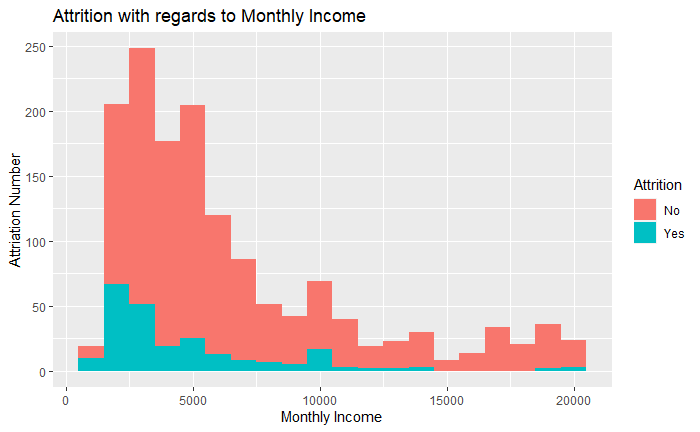 Attrition with regards to Monthly Income
250
200
150
100
50
0
Attriation Number
0 5000 10000 15000 20000
Monthly Income
Attrition
No
Yes